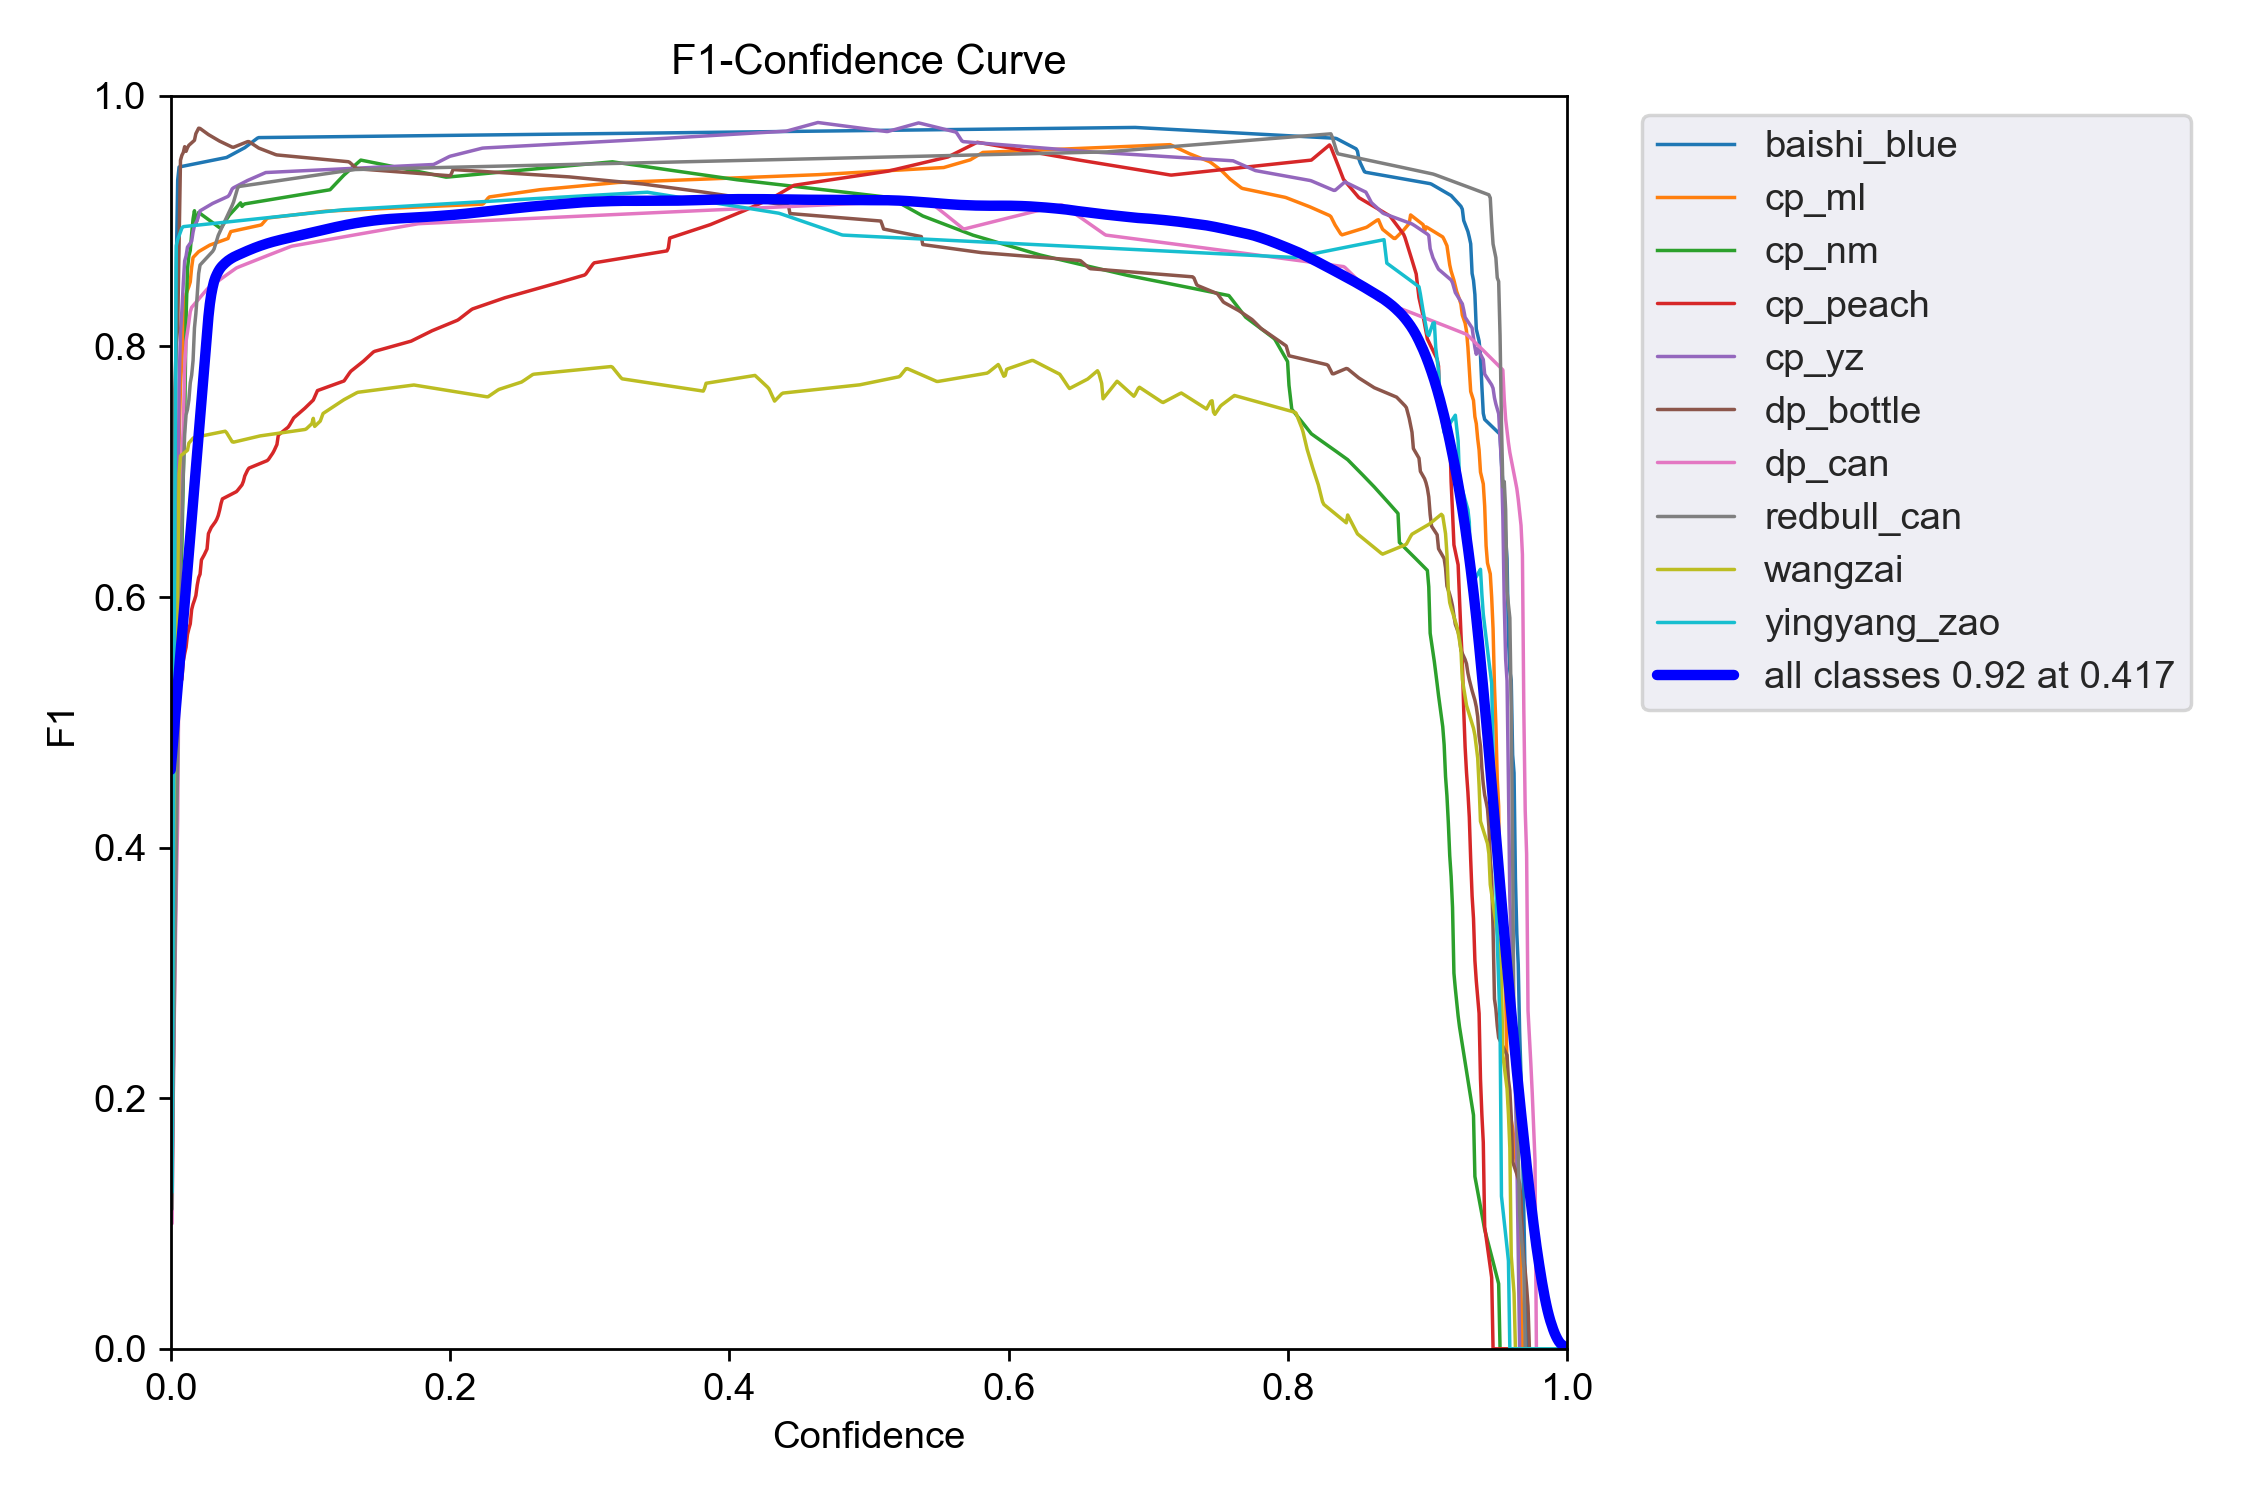 F1-Confidence Curve
1.0
0.8
0.6
0.4
0.2
0.0
F1
0.0 0.2 0.4 0.6 0.8 1.0
Confidence
baishi_blue
cp_ml
cp_nm
cp_peach
cp_yz
dp_bottle
dp_can
redbull_can
wangzai
yingyang_zao
all classes 0.92 at 0.417